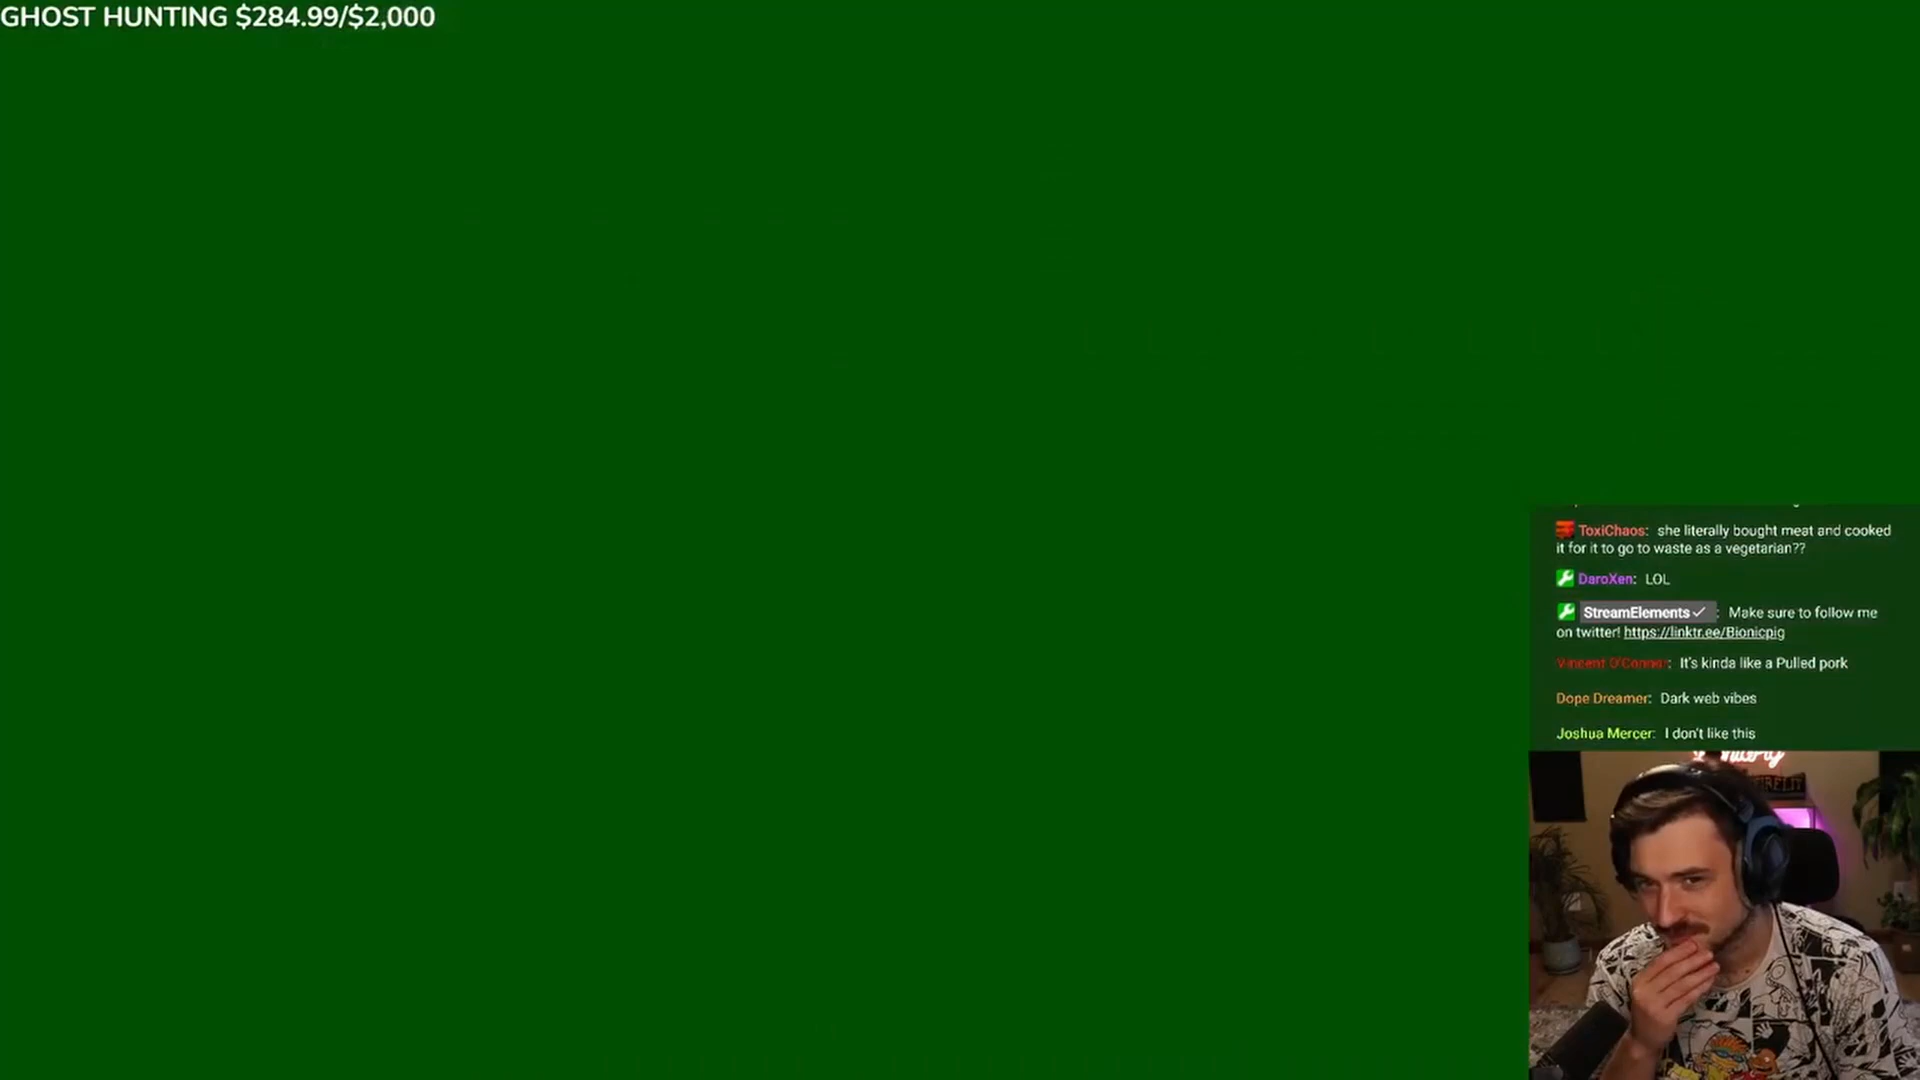 GHOST HUNTING $284.99/$2,000
ToxiChaos: she literally bought meat and cooked
it for it to go to waste as a vegetarian??
DaroXen: LOL
StreamElements✓: Make sure to follow me
on twitter! https://linktr.ee/Bionicpig
Vincent O'Connor: It's kinda like a Pulled pork
Dope Dreamer: Dark web vibes
Joshua Mercer: I don't like this